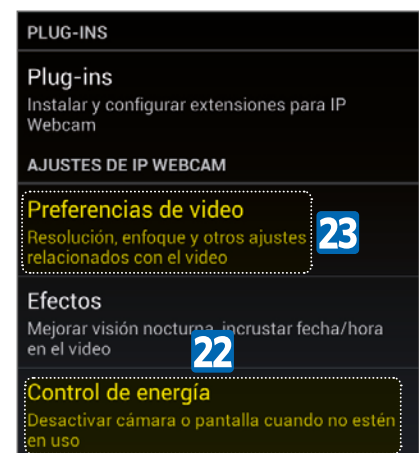 PLUG-INS
Plug-ins
Instalar y configurar extensiones para IP
Webcam
AJUSTES DE IP WEBCAM
Preferencias de video
Resolución, enfoque y otros ajustes
relacionados con el video
23
Efectos
Mejorar visión nocturna, incrustar fecha/hora
en el video
22
Control de energía
Desactivar cámara o pantalla cuando no estén
en uso